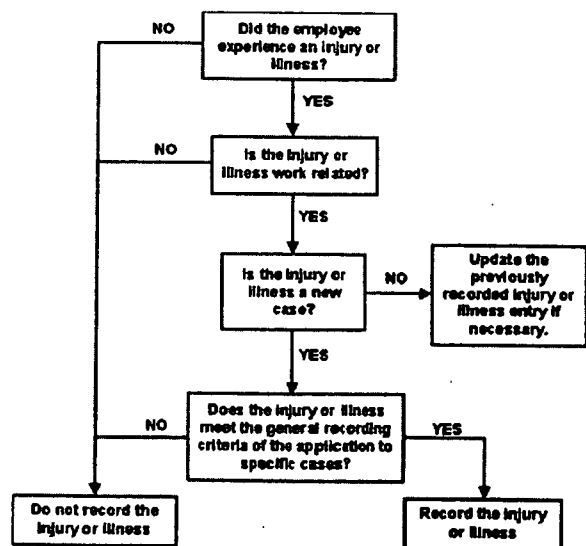 NO
Did the employee
experience an injury or
illness?
YES
NO
Is the injury or
illness work related?
YES
Is the injury or
illness a new
case?
NO
Update the
previously
recorded injury or
illness entry if
necessary.
YES
NO
Does the injury or illness
meet the general recording
criteria of the application to
specific cases?
YES
Do not record the
injury or illness
Record the injury
or illness